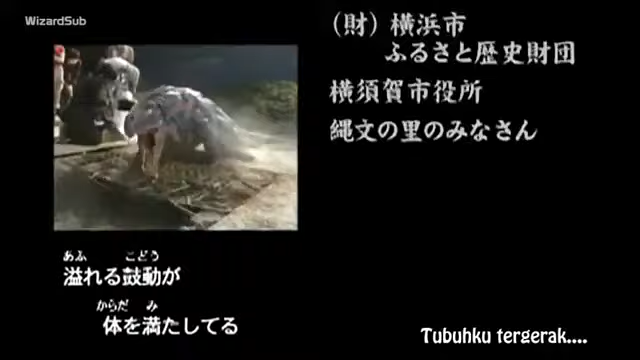 WizardSub
（財）横浜市
ふるさと歴史財団
横須賀市役所
縄文の里のみなさん
あふ こどう
溢れる鼓動が
からだ み
体を満たしてる
Tubuhku tergerak....